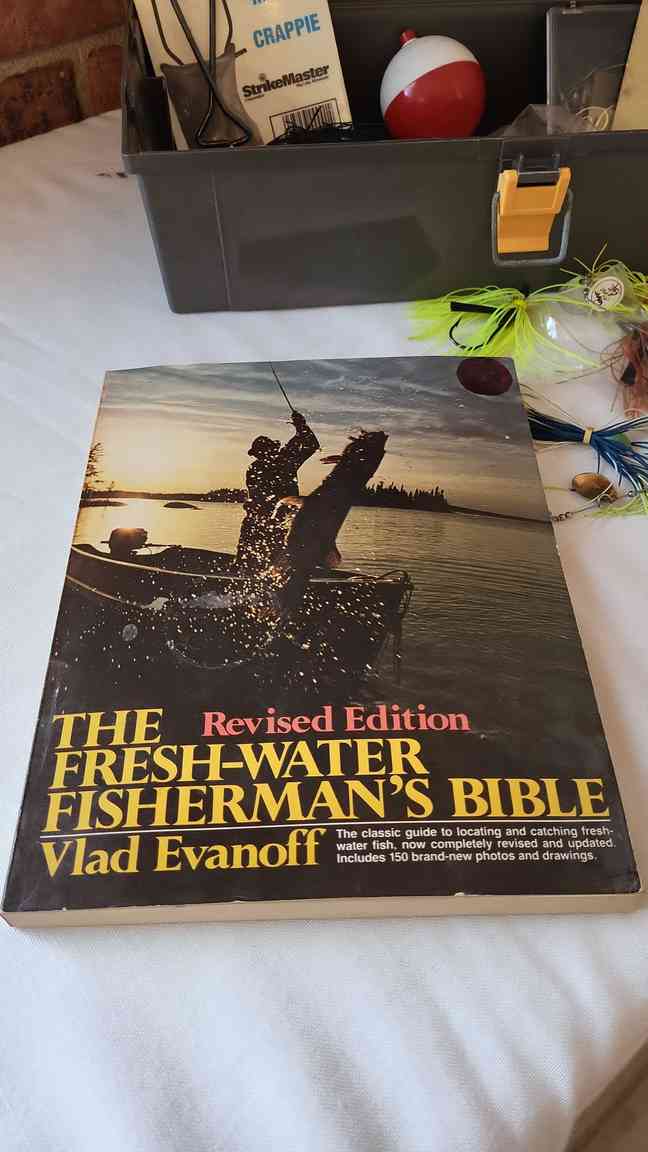 CRAPPIE
StrikeMaster
Revised Edition
THE
FRESH-WATER
FISHERMAN'S BIBLE
Vlad Evanoff
The classic guide to locating and catching fresh-
water fish, now completely revised and updated.
Includes 150 brand-new photos and drawings.